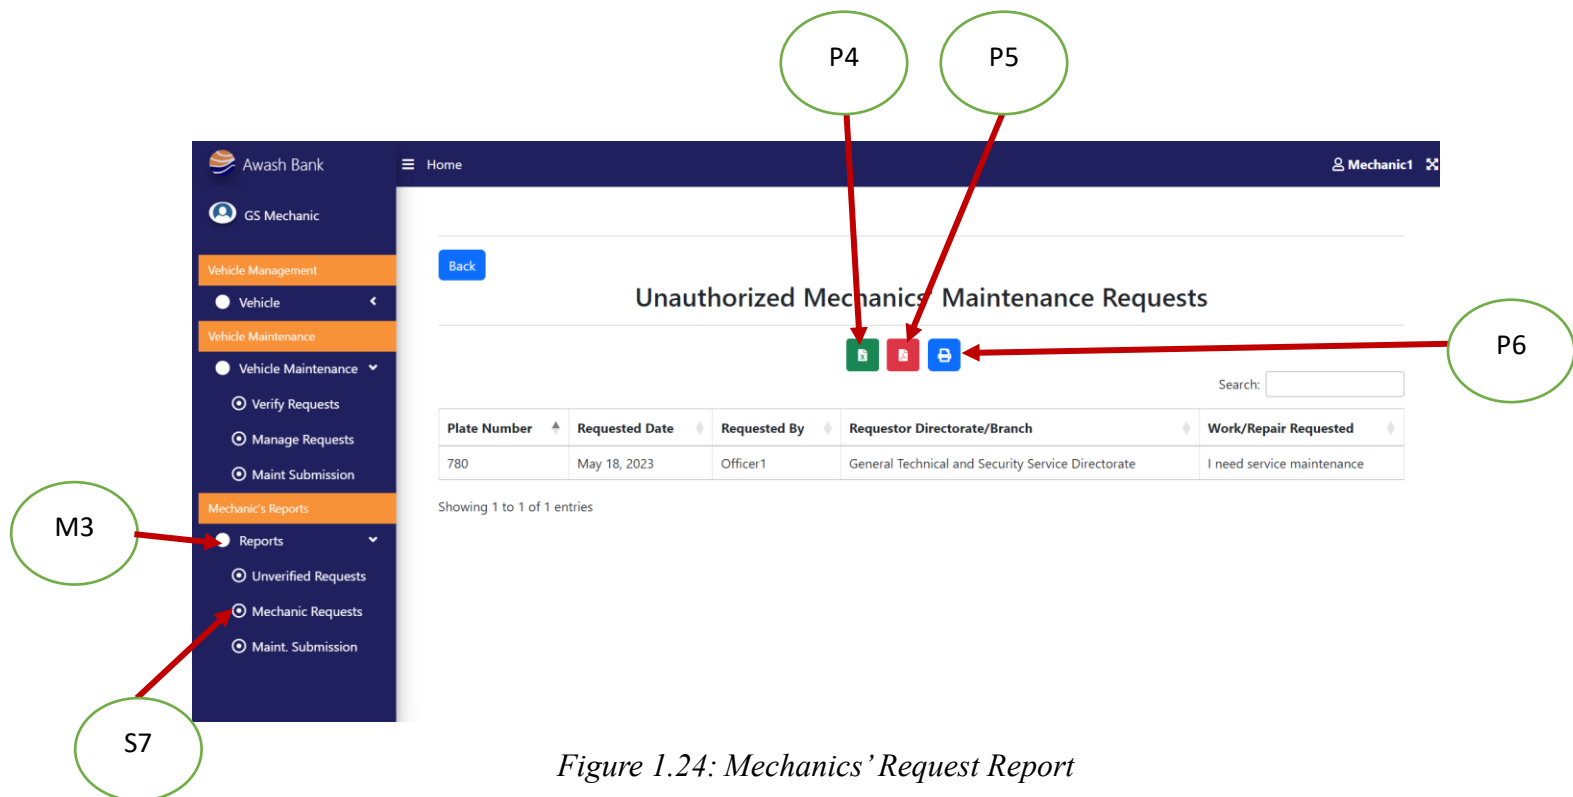 P4
P5
Awash Bank
Home
Mechanic1
GS Mechanic
Vehicle Management
Vehicle
Vehicle Maintenance
Vehicle Maintenance
Verify Requests
Manage Requests
Maint Submission
Mechanic's Reports
Reports
Unverified Requests
Mechanic Requests
Maint. Submission
Back
Unauthorized Mechanics' Maintenance Requests
P6
Search:
Plate Number Requested Date Requested By Requestor Directorate/Branch Work/Repair Requested
780 May 18, 2023 Officer1 General Technical and Security Service Directorate I need service maintenance
Showing 1 to 1 of 1 entries
M3
S7
Figure 1.24: Mechanics’ Request Report